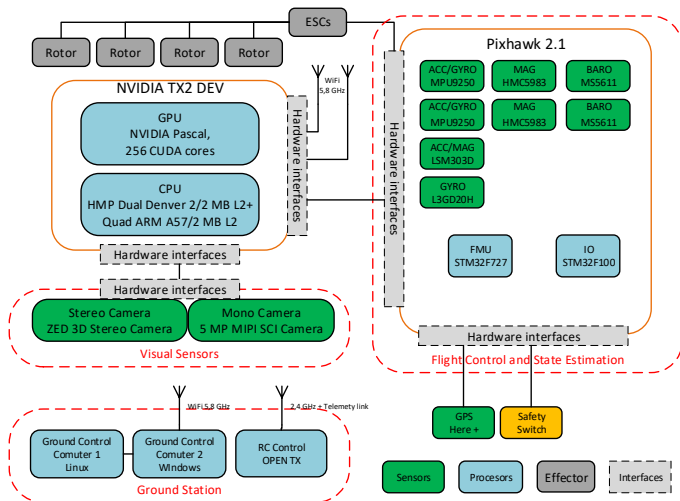 ESCs
Rotor
Rotor
Rotor
Rotor
WiFi
5,8 GHz
NVIDIA TX2 DEV
GPU
NVIDIA Pascal,
256 CUDA cores
CPU
HMP Dual Denver 2/2 MB L2+
Quad ARM A57/2 MB L2
Hardware interfaces
Hardware interfaces
Hardware interfaces
Stereo Camera
ZED 3D Stereo Camera
Mono Camera
5 MP MIPI SCI Camera
Visual Sensors
Hardware interfaces
Pixhawk 2.1
ACC/GYRO
MPU9250
MAG
HMC5983
BARO
MS5611
ACC/GYRO
MPU9250
MAG
HMC5983
BARO
MS5611
ACC/MAG
LSM303D
GYRO
L3GD20H
FMU
STM32F727
IO
STM32F100
Hardware interfaces
Flight Control and State Estimation
GPS
Here +
Safety
Switch
WiFi 5,8 GHz
2,4 GHz + Telemety link
Ground Control
Comuter 1
Linux
Ground Control
Comuter 2
WIndows
RC Control
OPEN TX
Ground Station
Sensors
Procesors
Effector
Interfaces